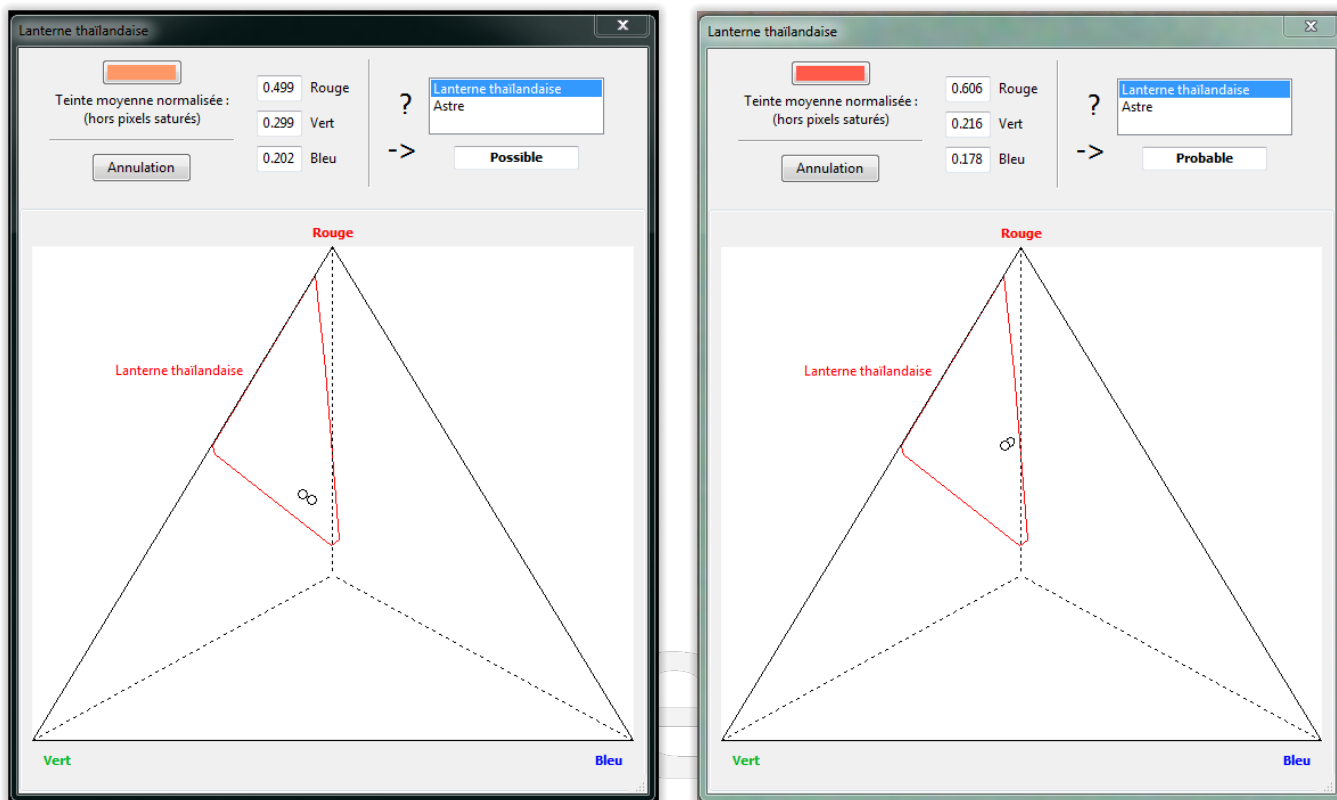 Lanterne thaïlandaise
X
Teinte moyenne normalisée :
(hors pixels saturés)
Annulation
0.499 Rouge
0.299 Vert
0.202 Bleu
?
->
Lanterne thaïlandaise
Astre
Possible
Rouge
Lanterne thaïlandaise
Vert
Bleu
Lanterne thaïlandaise
X
Teinte moyenne normalisée :
(hors pixels saturés)
Annulation
0.606 Rouge
0.216 Vert
0.178 Bleu
?
->
Lanterne thaïlandaise
Astre
Probable
Rouge
Lanterne thaïlandaise
Vert
Bleu